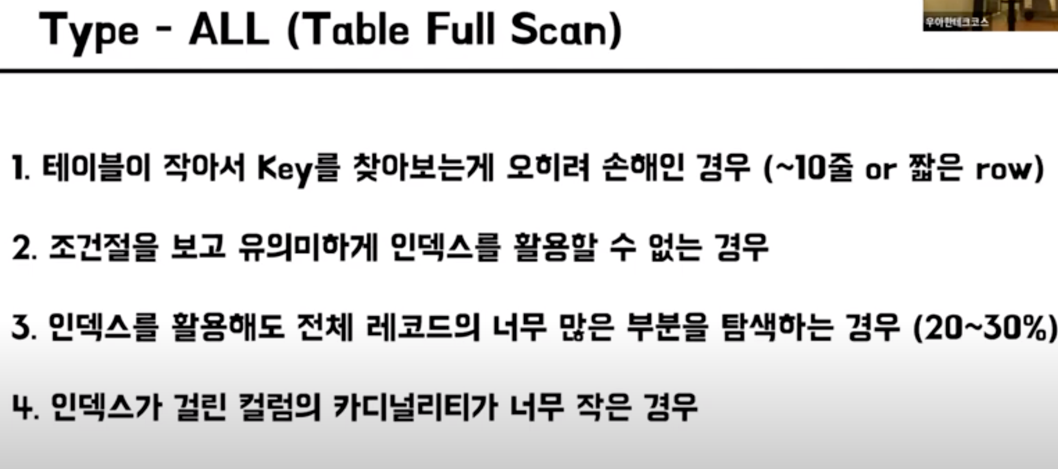 Type - ALL (Table Full Scan)
우아한테크코스
1. 테이블이 작아서 Key를 찾아보는게 오히려 손해인 경우 (~10줄 or 짧은 row)
2. 조건절을 보고 유의미하게 인덱스를 활용할 수 없는 경우
3. 인덱스를 활용해도 전체 레코드의 너무 많은 부분을 탐색하는 경우 (20~30%)
4. 인덱스가 걸린 컬럼의 카디널리티가 너무 작은 경우